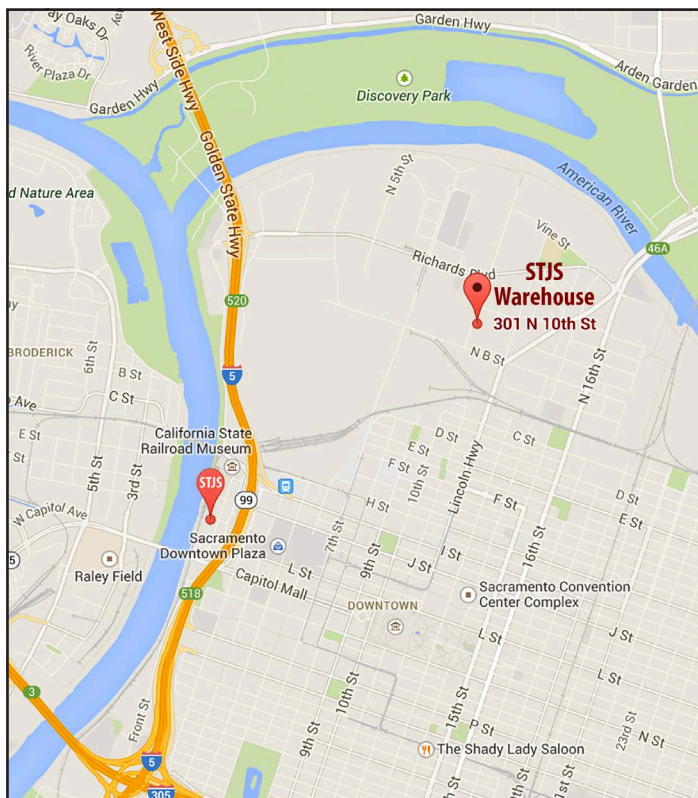 Garden Hwy
ay Oaks Dr
River Plaza Dr
West Side Hwy
Arden Garden
Garden Hwy
Discovery Park
Golden State Hwy
N 5th St
American River
d Nature Area
Vine St
46A
Richards Blvd
STJS
Warehouse
301 N 10th St
520
N B St
BRODERICK
6th St
5
B St
N 16th St
C St
o Ave
California State
Railroad Museum
D St
C St
E St
E St
F St
3rd St
5th St
10th St
Lincoln Hwy
STJS
D St
99
H St
F St
E St
W Capitol Ave
Sacramento
Downtown Plaza
7th St
I St
16th St
5
9th St
J St
Raley Field
L St
Capitol Mall
518
Sacramento Convention
Center Complex
DOWNTOWN
L St
J St
L St
3
10th St
15th St
P St
N St
Front St
9th St
23rd St
The Shady Lady Saloon
5
305
1st St